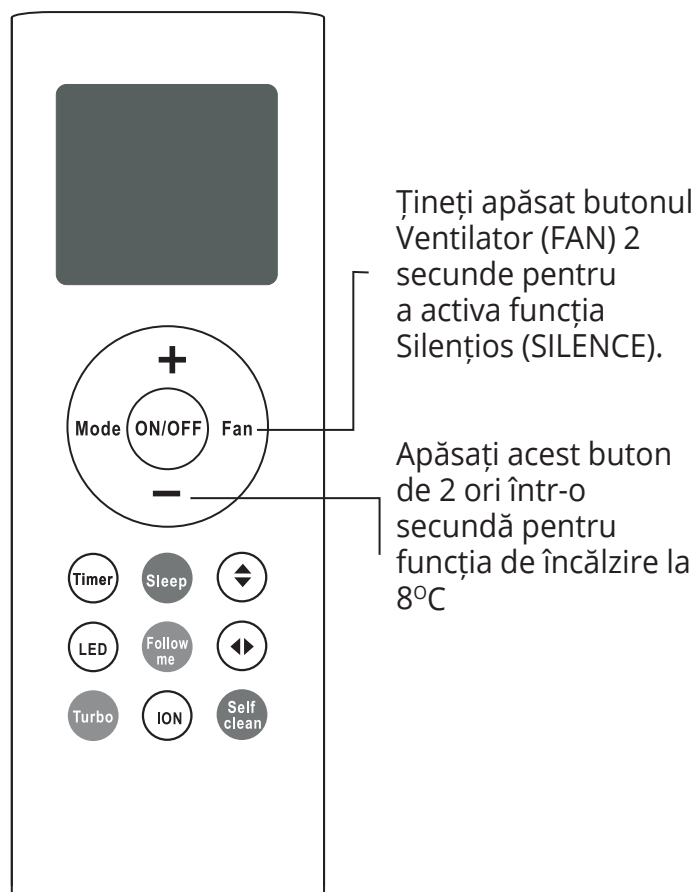 Țineți apăsat butonul
Ventilator (FAN) 2
secunde pentru
a activa funcția
Silențios (SILENCE).
+
Mode ON/OFF Fan
−
Apăsați acest buton
de 2 ori într-o
secundă pentru
funcția de încălzire la
8°C
Timer Sleep
LED Follow me
Turbo ION Self clean